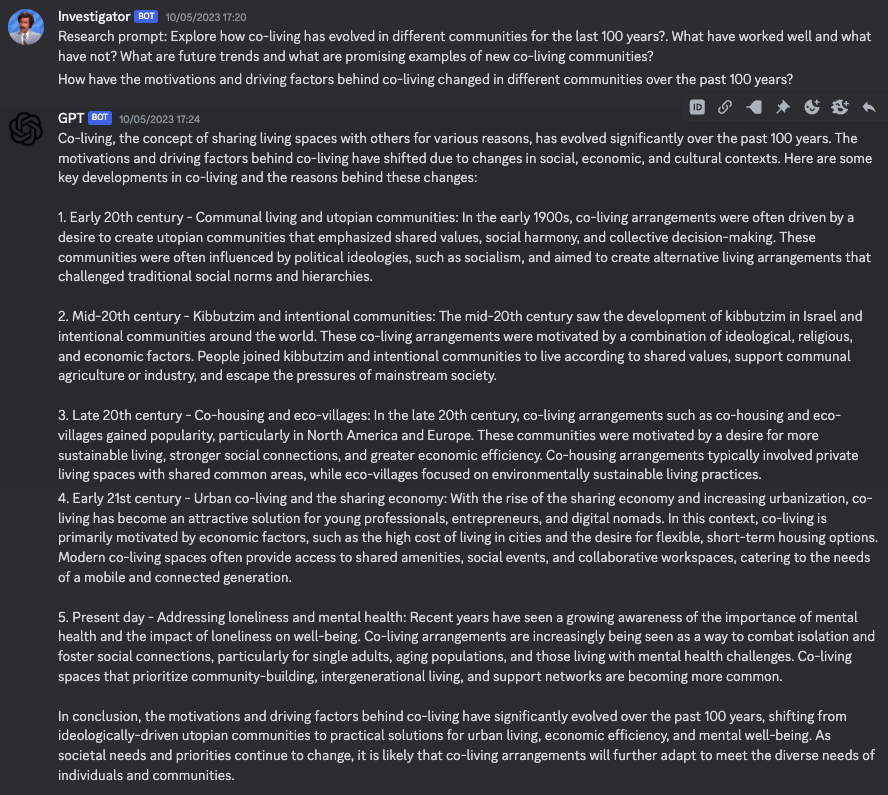 Investigator BOT 10/05/2023 17:20
Research prompt: Explore how co-living has evolved in different communities for the last 100 years?. What have worked well and what
have not? What are future trends and what are promising examples of new co-living communities?
How have the motivations and driving factors behind co-living changed in different communities over the past 100 years?
ID
GPT BOT 10/05/2023 17:24
Co-living, the concept of sharing living spaces with others for various reasons, has evolved significantly over the past 100 years. The
motivations and driving factors behind co-living have shifted due to changes in social, economic, and cultural contexts. Here are some
key developments in co-living and the reasons behind these changes:
1. Early 20th century - Communal living and utopian communities: In the early 1900s, co-living arrangements were often driven by a
desire to create utopian communities that emphasized shared values, social harmony, and collective decision-making. These
communities were often influenced by political ideologies, such as socialism, and aimed to create alternative living arrangements that
challenged traditional social norms and hierarchies.
2. Mid-20th century - Kibbutzim and intentional communities: The mid-20th century saw the development of kibbutzim in Israel and
intentional communities around the world. These co-living arrangements were motivated by a combination of ideological, religious,
and economic factors. People joined kibbutzim and intentional communities to live according to shared values, support communal
agriculture or industry, and escape the pressures of mainstream society.
3. Late 20th century - Co-housing and eco-villages: In the late 20th century, co-living arrangements such as co-housing and eco-
villages gained popularity, particularly in North America and Europe. These communities were motivated by a desire for more
sustainable living, stronger social connections, and greater economic efficiency. Co-housing arrangements typically involved private
living spaces with shared common areas, while eco-villages focused on environmentally sustainable living practices.
4. Early 21st century - Urban co-living and the sharing economy: With the rise of the sharing economy and increasing urbanization, co-
living has become an attractive solution for young professionals, entrepreneurs, and digital nomads. In this context, co-living is
primarily motivated by economic factors, such as the high cost of living in cities and the desire for flexible, short-term housing options.
Modern co-living spaces often provide access to shared amenities, social events, and collaborative workspaces, catering to the needs
of a mobile and connected generation.
5. Present day - Addressing loneliness and mental health: Recent years have seen a growing awareness of the importance of mental
health and the impact of loneliness on well-being. Co-living arrangements are increasingly being seen as a way to combat isolation and
foster social connections, particularly for single adults, aging populations, and those living with mental health challenges. Co-living
spaces that prioritize community-building, intergenerational living, and support networks are becoming more common.
In conclusion, the motivations and driving factors behind co-living have significantly evolved over the past 100 years, shifting from
ideologically-driven utopian communities to practical solutions for urban living, economic efficiency, and mental well-being. As
societal needs and priorities continue to change, it is likely that co-living arrangements will further adapt to meet the diverse needs of
individuals and communities.